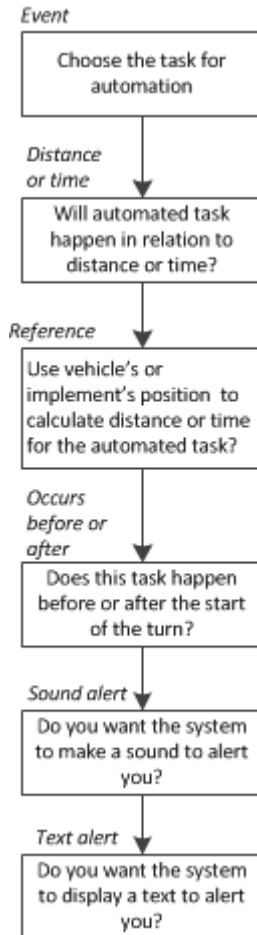 Event
Choose the task for
automation
Distance
or time
Will automated task
happen in relation to
distance or time?
Reference
Use vehicle's or
implement's position to
calculate distance or time
for the automated task?
Occurs
before or
after
Does this task happen
before or after the start
of the turn?
Sound alert
Do you want the system
to make a sound to alert
you?
Text alert
Do you want the system
to display a text to alert
you?